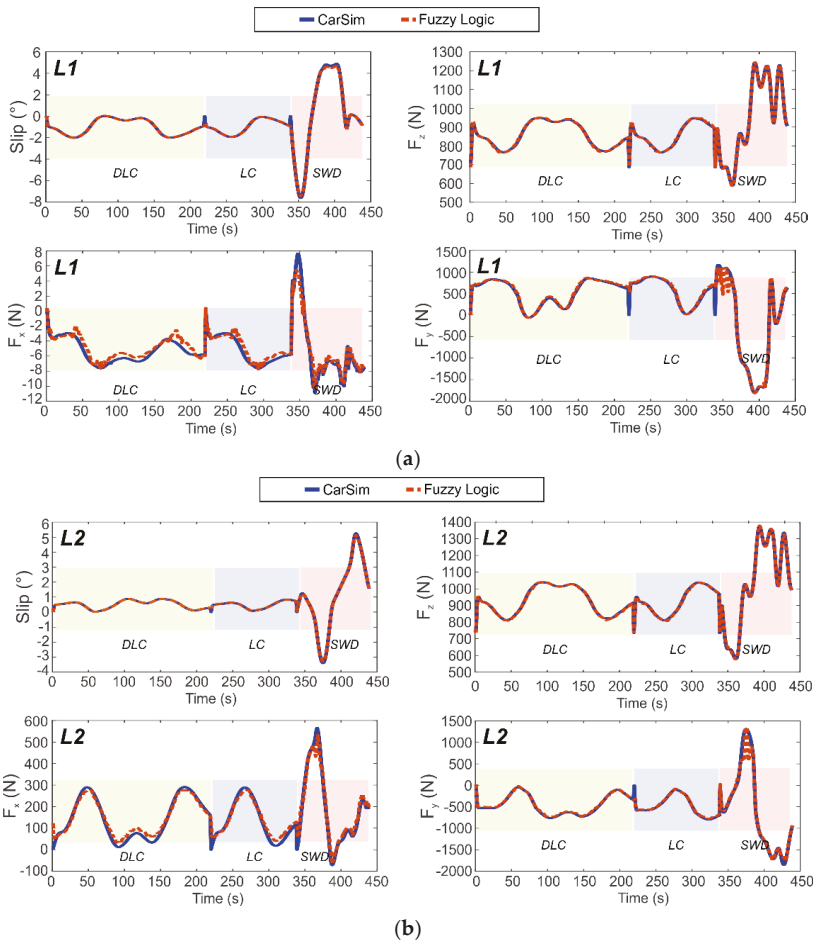 CarSim Fuzzy Logic
L1
Slip (°)
6
4
2
0
-2
-4
-6
-8
DLC LC SWD
0 50 100 150 200 250 300 350 400 450
Time (s)
L1
F_z (N)
1300
1200
1100
1000
900
800
700
600
500
DLC LC SWD
0 50 100 150 200 250 300 350 400 450
Time (s)
L1
F_x (N)
8
6
4
2
0
-2
-4
-6
-8
-10
-12
DLC LC SWD
0 50 100 150 200 250 300 350 400 450
Time (s)
L1
F_y (N)
1500
1000
500
0
-500
-1000
-1500
-2000
DLC LC SWD
0 50 100 150 200 250 300 350 400 450
Time (s)
(a)
CarSim Fuzzy Logic
L2
Slip (°)
6
5
4
3
2
1
0
-1
-2
-3
-4
DLC LC SWD
0 50 100 150 200 250 300 350 400 450
Time (s)
L2
F_z (N)
1400
1300
1200
1100
1000
900
800
700
600
500
DLC LC SWD
0 50 100 150 200 250 300 350 400 450
Time (s)
L2
F_x (N)
600
500
400
300
200
100
0
-100
DLC LC SWD
0 50 100 150 200 250 300 350 400 450
Time (s)
L2
F_y (N)
1500
1000
500
0
-500
-1000
-1500
-2000
DLC LC SWD
0 50 100 150 200 250 300 350 400 450
Time (s)
(b)